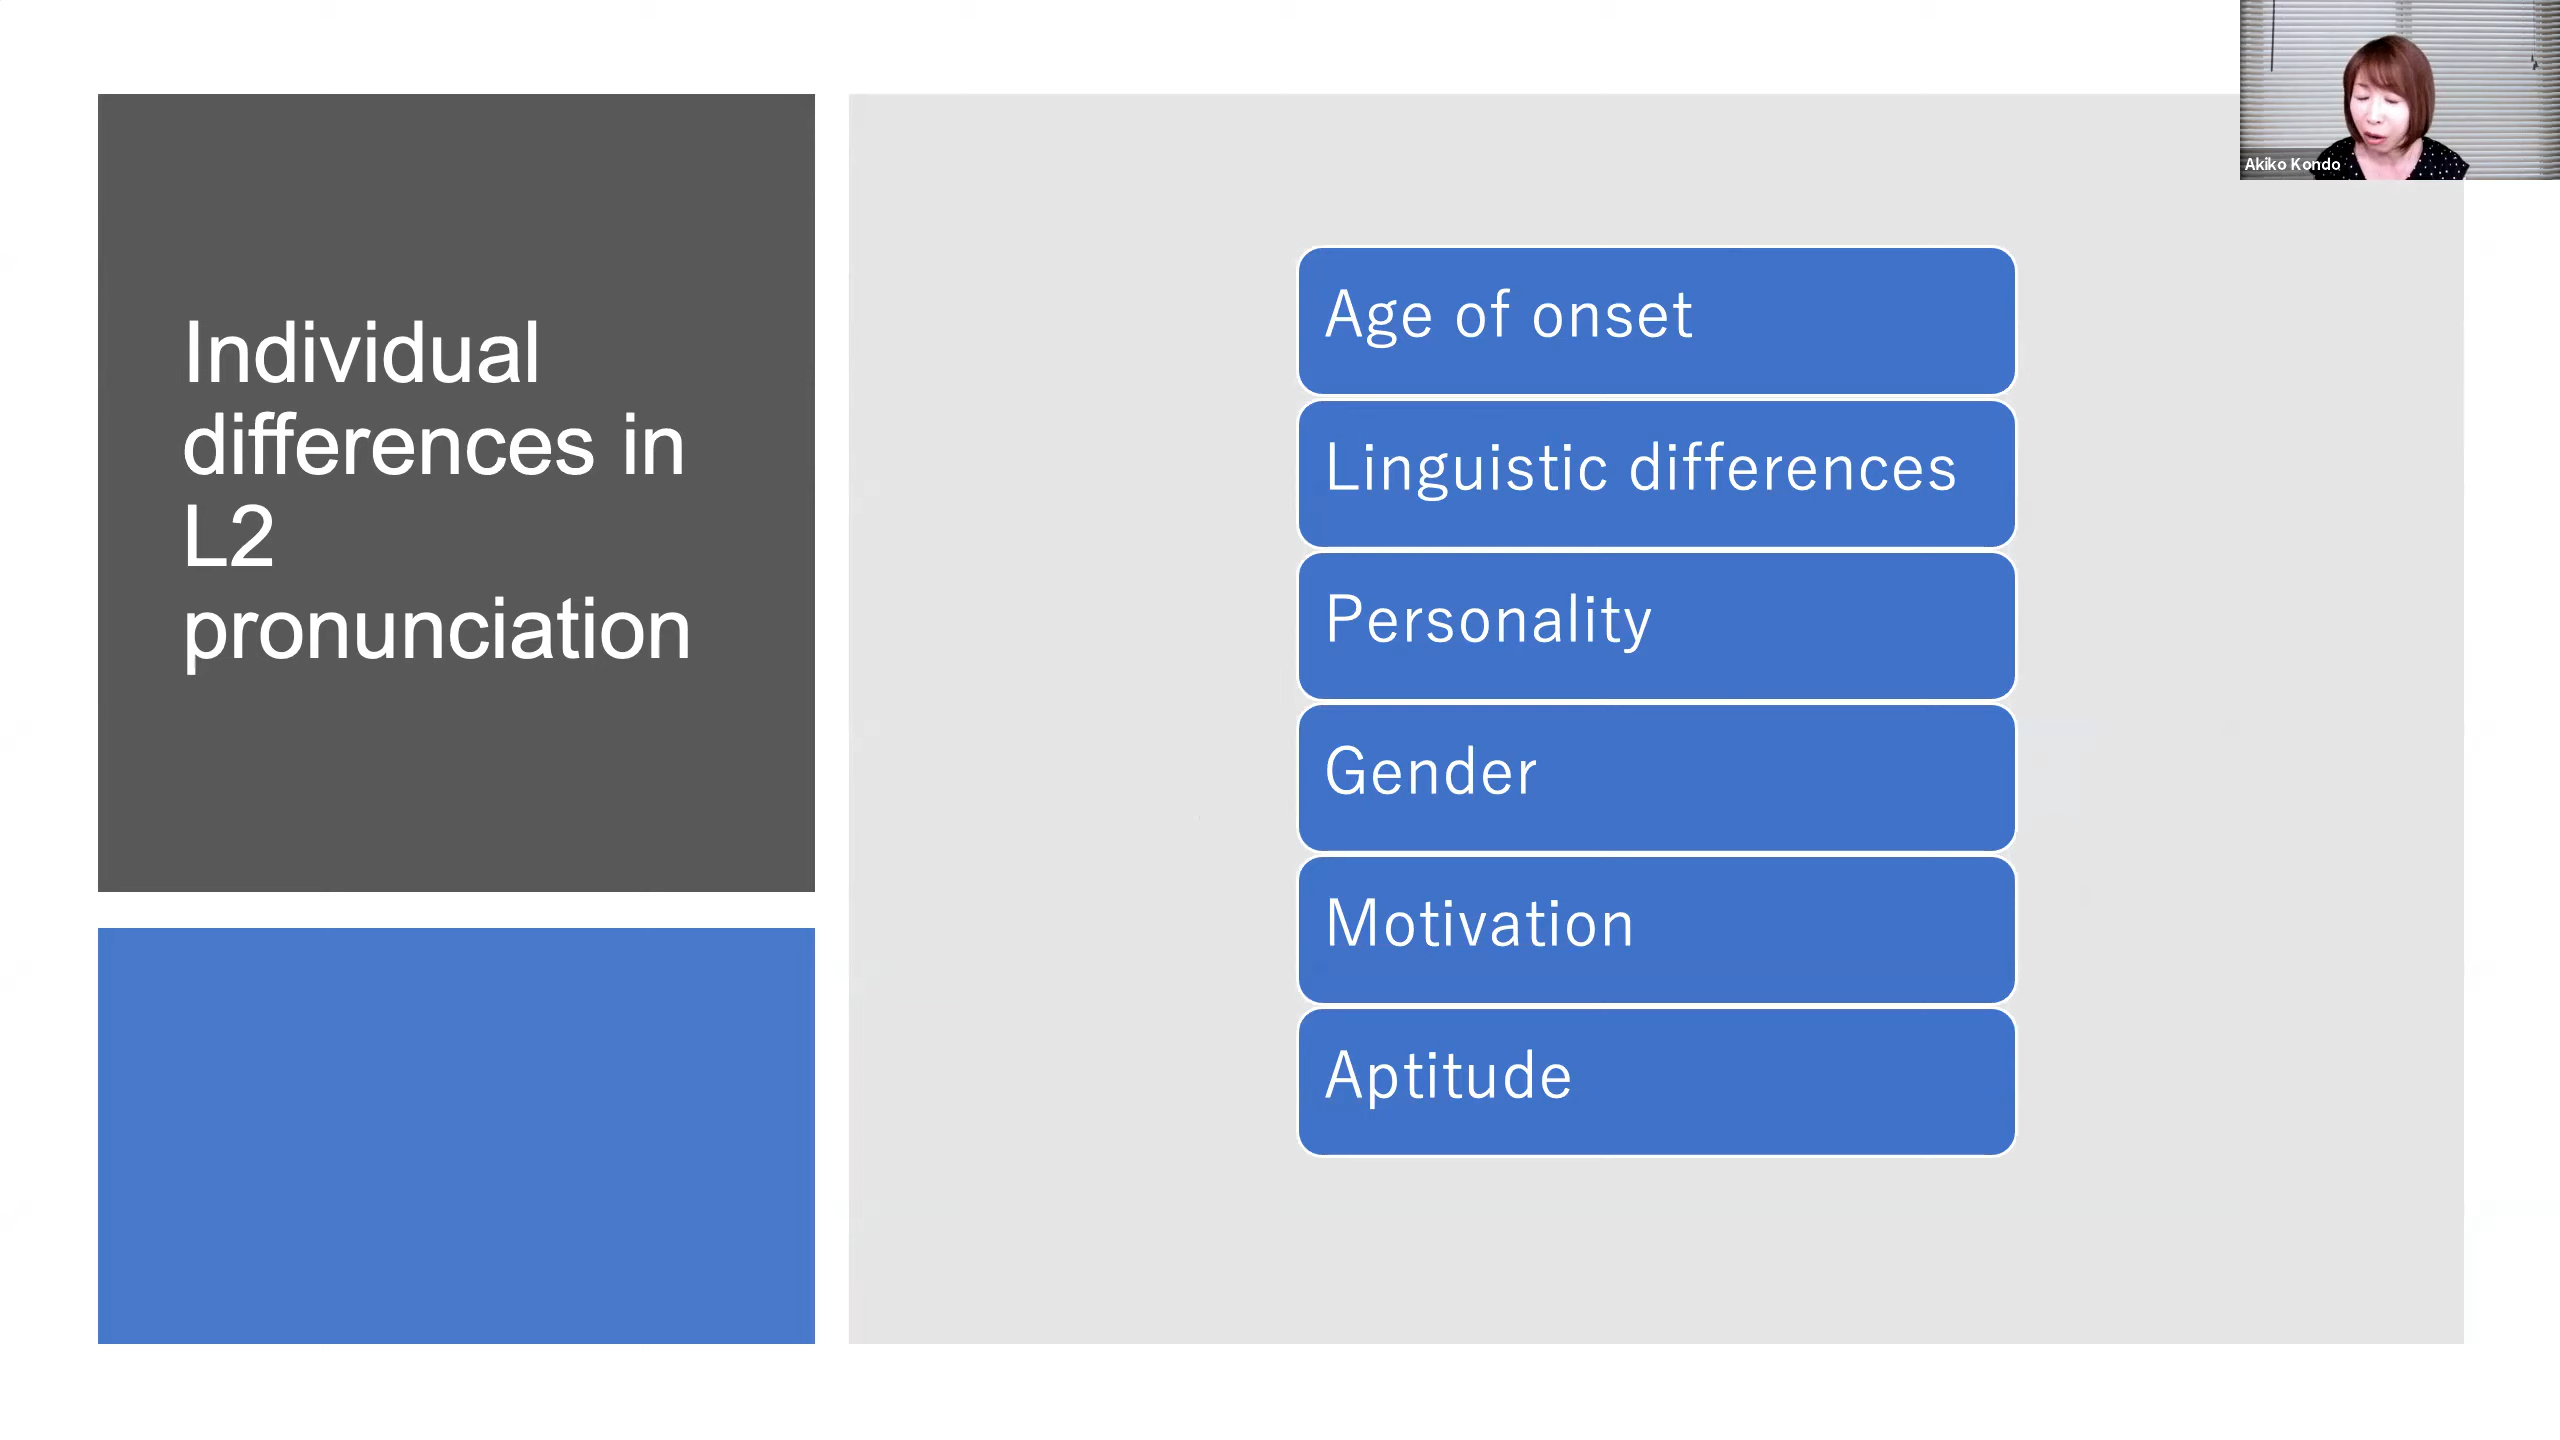 Individual
differences in
L2
pronunciation
Age of onset
Linguistic differences
Personality
Gender
Motivation
Aptitude
Akiko Kondo